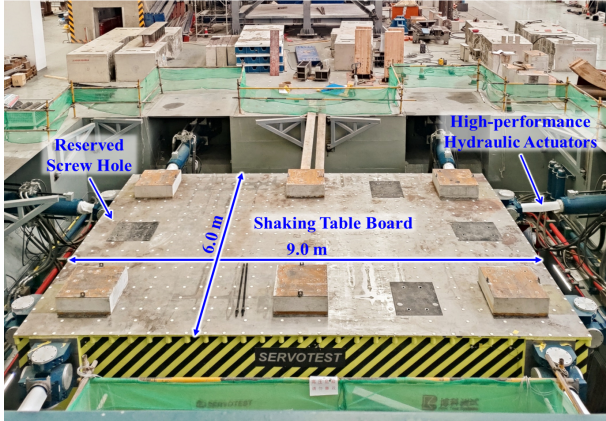 High-performance
Hydraulic Actuators
Reserved
Screw Hole
Shaking Table Board
6.0 m
9.0 m
SERVOTEST
SERVOTEST